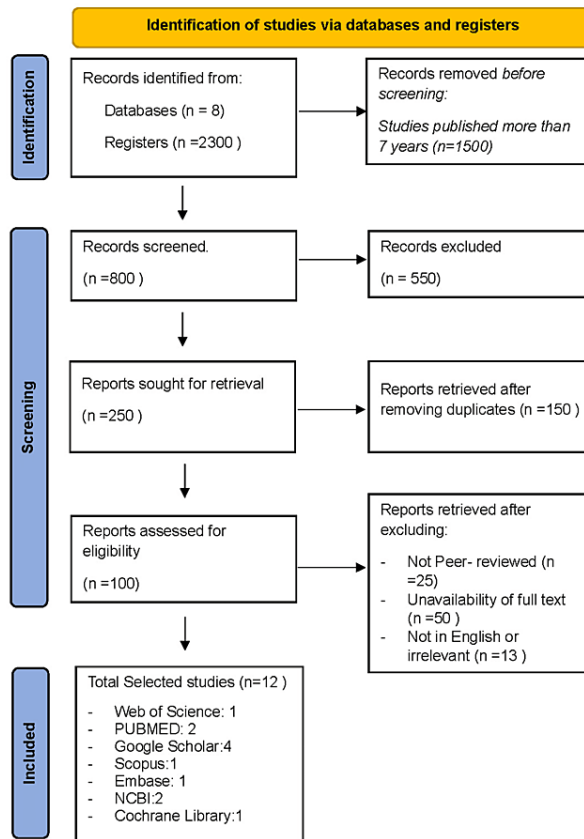 Identification of studies via databases and registers
Identification
Records identified from:
Databases (n = 8)
Registers (n =2300 )
Records removed before
screening:
Studies published more than
7 years (n=1500)
Screening
Records screened.
(n =800 )
Records excluded
(n = 550)
Reports sought for retrieval
(n =250 )
Reports retrieved after
removing duplicates (n =150 )
Reports assessed for
eligibility
(n =100)
Reports retrieved after
excluding:
- Not Peer- reviewed (n
=25)
- Unavailability of full text
(n =50 )
- Not in English or
irrelevant (n =13 )
Included
Total Selected studies (n=12 )
- Web of Science: 1
- PUBMED: 2
- Google Scholar:4
- Scopus:1
- Embase: 1
- NCBI:2
- Cochrane Library:1